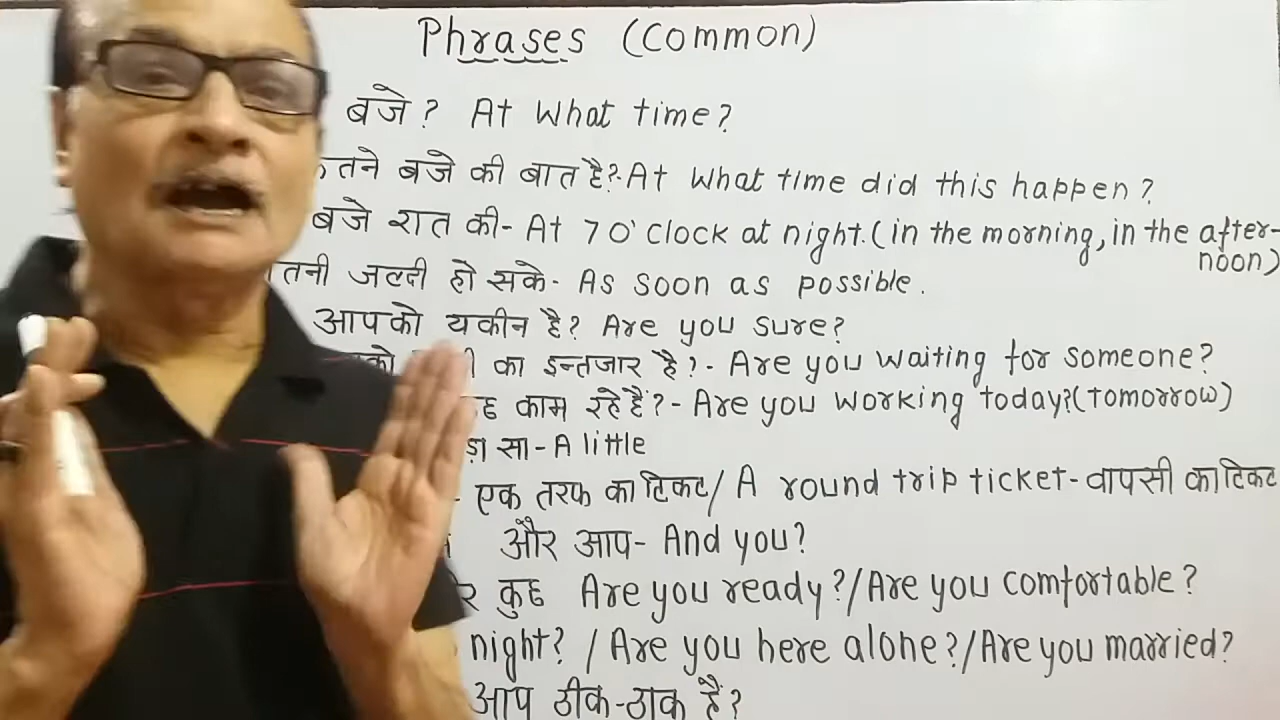 Phrases (Common)
बजे? At What time?
तने बजे की बात है?-At what time did this happen?
बजे रात की- At 7 O'clock at night.(in the morning, in the after-
noon)
तनी जल्दी हो सके- As soon as possible.
आपको यकीन है? Are you sure?
को का इन्तजार है?- Are you waiting for someone?
काम रहे हैं?- Are you working today?(tomorrow)
ड़ा सा- A little
- एक तरफ का टिकट/ A round trip ticket- वापसी का टिकट
और आप- And you?
र कुछ Are you ready?/Are you comfortable?
night? / Are you here alone?/Are you married?
आप ठीक-ठाक हैं?